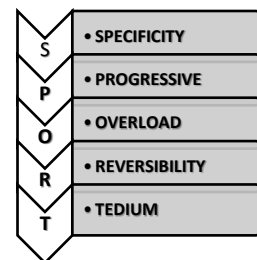 S • SPECIFICITY
P • PROGRESSIVE
O • OVERLOAD
R • REVERSIBILITY
T • TEDIUM